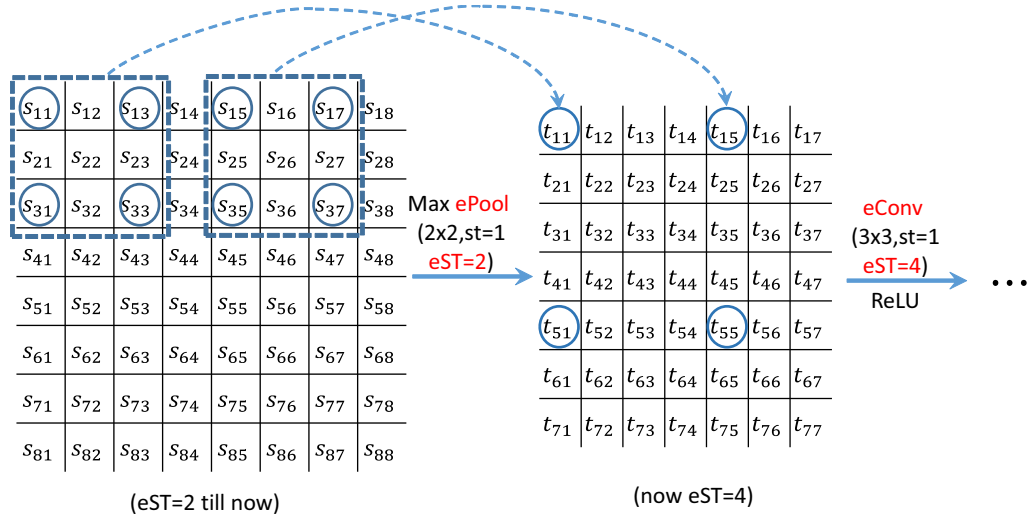 s₁₁ s₁₂ s₁₃ s₁₄ s₁₅ s₁₆ s₁₇ s₁₈
s₂₁ s₂₂ s₂₃ s₂₄ s₂₅ s₂₆ s₂₇ s₂₈
s₃₁ s₃₂ s₃₃ s₃₄ s₃₅ s₃₆ s₃₇ s₃₈
s₄₁ s₄₂ s₄₃ s₄₄ s₄₅ s₄₆ s₄₇ s₄₈
s₅₁ s₅₂ s₅₃ s₅₄ s₅₅ s₅₆ s₅₇ s₅₈
s₆₁ s₆₂ s₆₃ s₆₄ s₆₅ s₆₆ s₆₇ s₆₈
s₇₁ s₇₂ s₇₃ s₇₄ s₇₅ s₇₆ s₇₇ s₇₈
s₈₁ s₈₂ s₈₃ s₈₄ s₈₅ s₈₆ s₈₇ s₈₈
(eST=2 till now)
Max ePool
(2x2,st=1
eST=2)
t₁₁ t₁₂ t₁₃ t₁₄ t₁₅ t₁₆ t₁₇
t₂₁ t₂₂ t₂₃ t₂₄ t₂₅ t₂₆ t₂₇
t₃₁ t₃₂ t₃₃ t₃₄ t₃₅ t₃₆ t₃₇
t₄₁ t₄₂ t₄₃ t₄₄ t₄₅ t₄₆ t₄₇
t₅₁ t₅₂ t₅₃ t₅₄ t₅₅ t₅₆ t₅₇
t₆₁ t₆₂ t₆₃ t₆₄ t₆₅ t₆₆ t₆₇
t₇₁ t₇₂ t₇₃ t₇₄ t₇₅ t₇₆ t₇₇
(now eST=4)
eConv
(3x3,st=1
eST=4)
ReLU
...